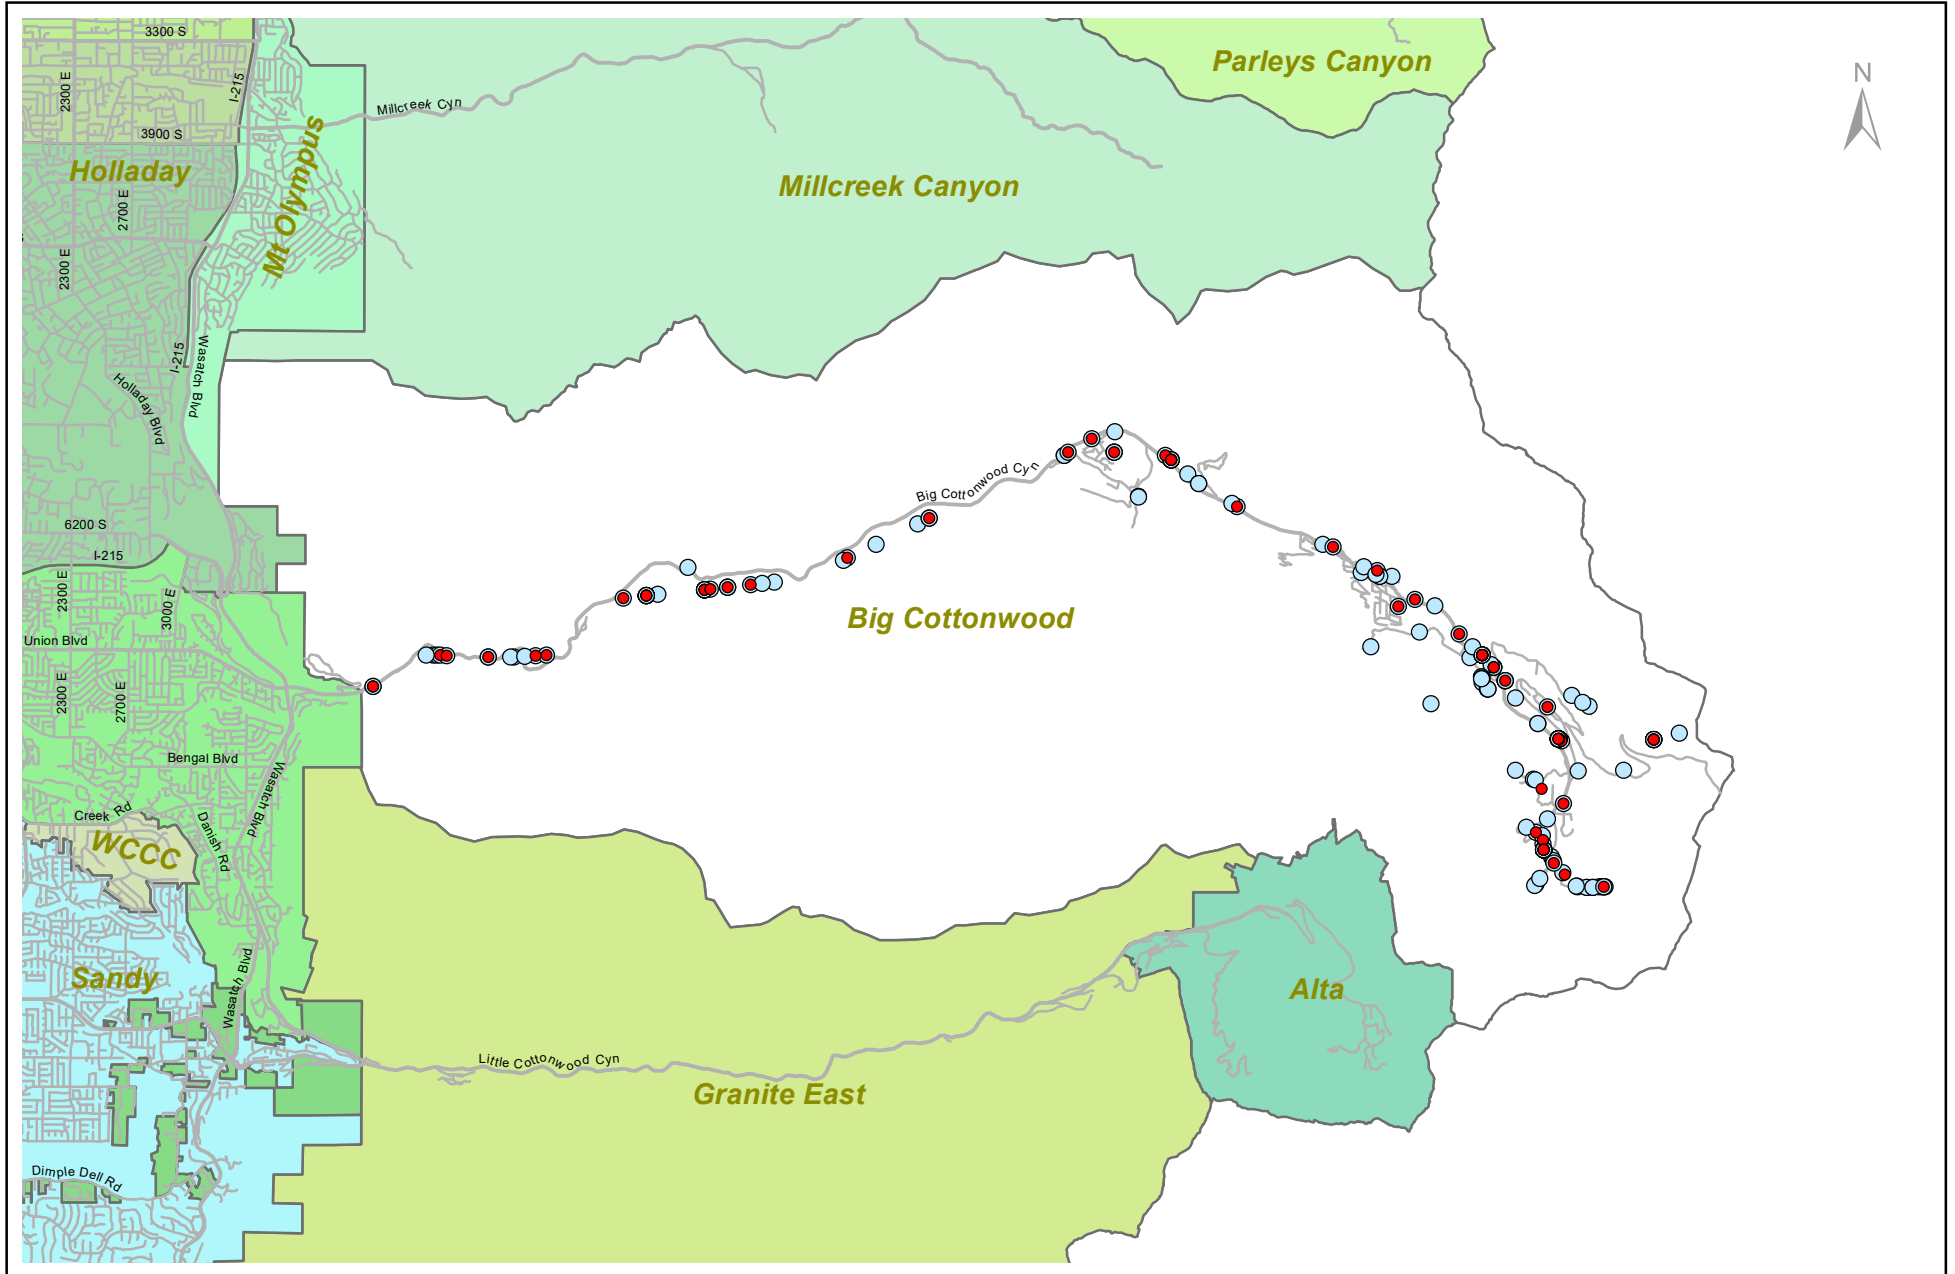 3300 S
Parleys Canyon
N
I-215
2300 E
Millcreek Cyn
3900 S
Holladay
Mt Olympus
Millcreek Canyon
2700 E
2300 E
I-215
Wasatch Blvd
Holladay Blvd
Big Cottonwood Cyn
6200 S
I-215
2300 E
3000 E
Big Cottonwood
Union Blvd
2300 E
2700 E
Bengal Blvd
Wasatch Blvd
Creek Rd
Danish Rd
WCCC
Sandy
Wasatch Blvd
Alta
Little Cottonwood Cyn
Granite East
Dimple Dell Rd